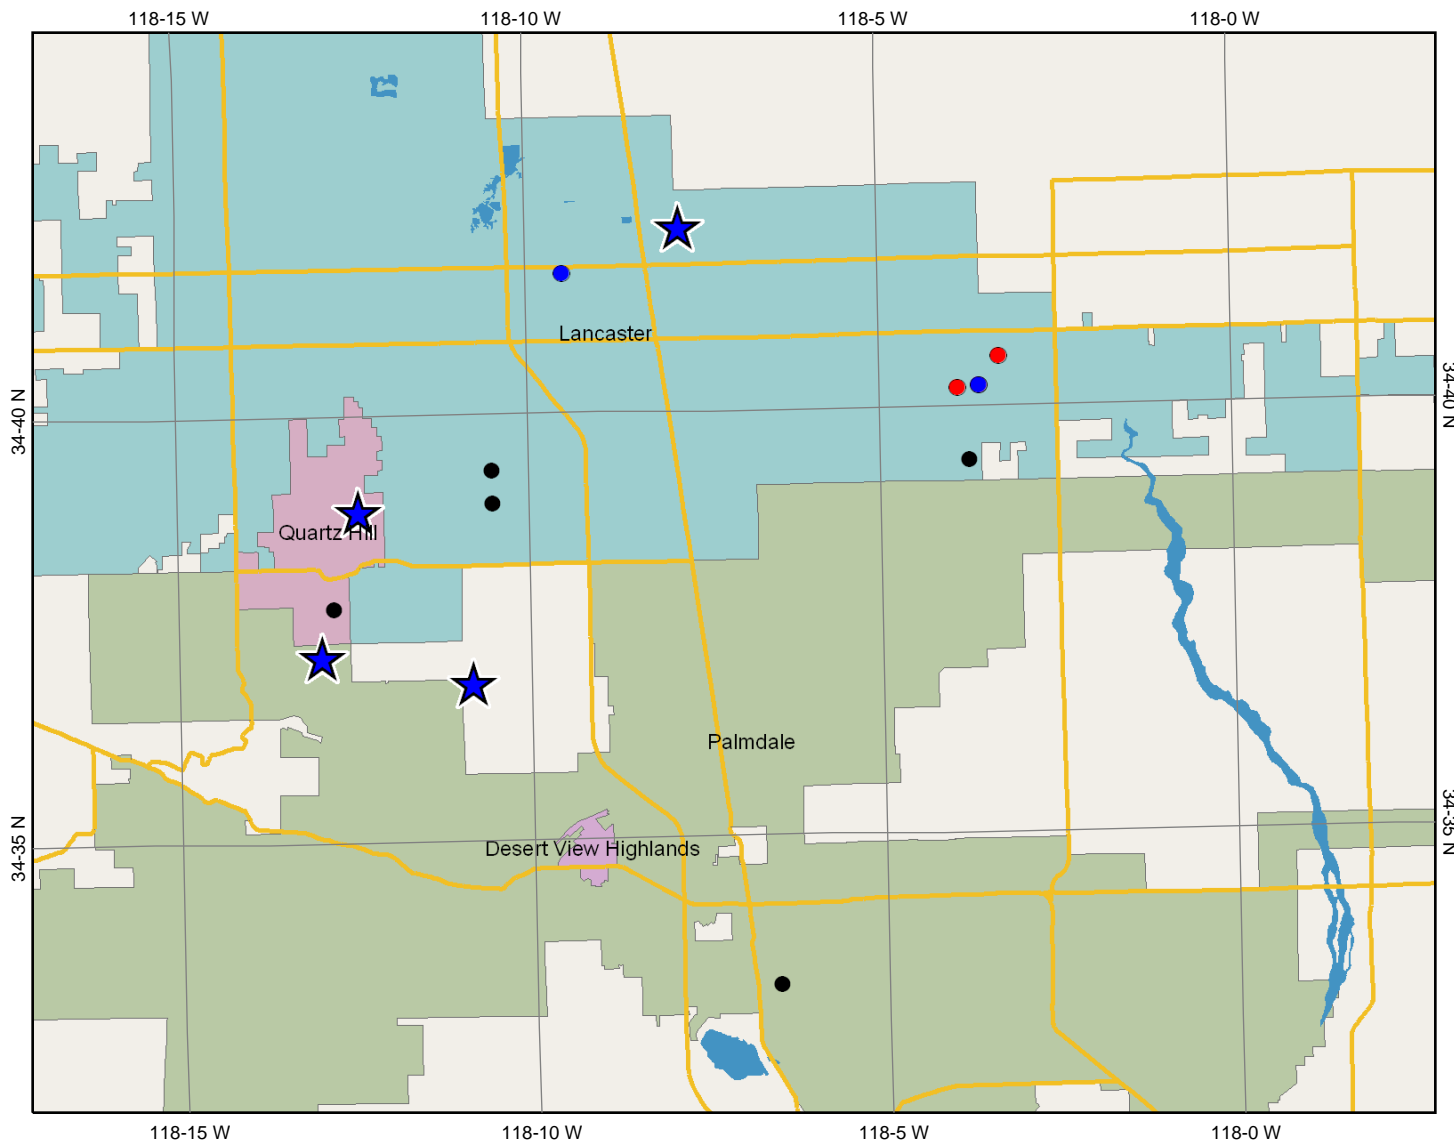 118-15 W
118-10 W
118-5 W
118-0 W
Lancaster
34-40 N
34-40 N
Quartz Hill
Palmdale
34-35 N
34-35 N
Desert View Highlands
118-15 W
118-10 W
118-5 W
118-0 W